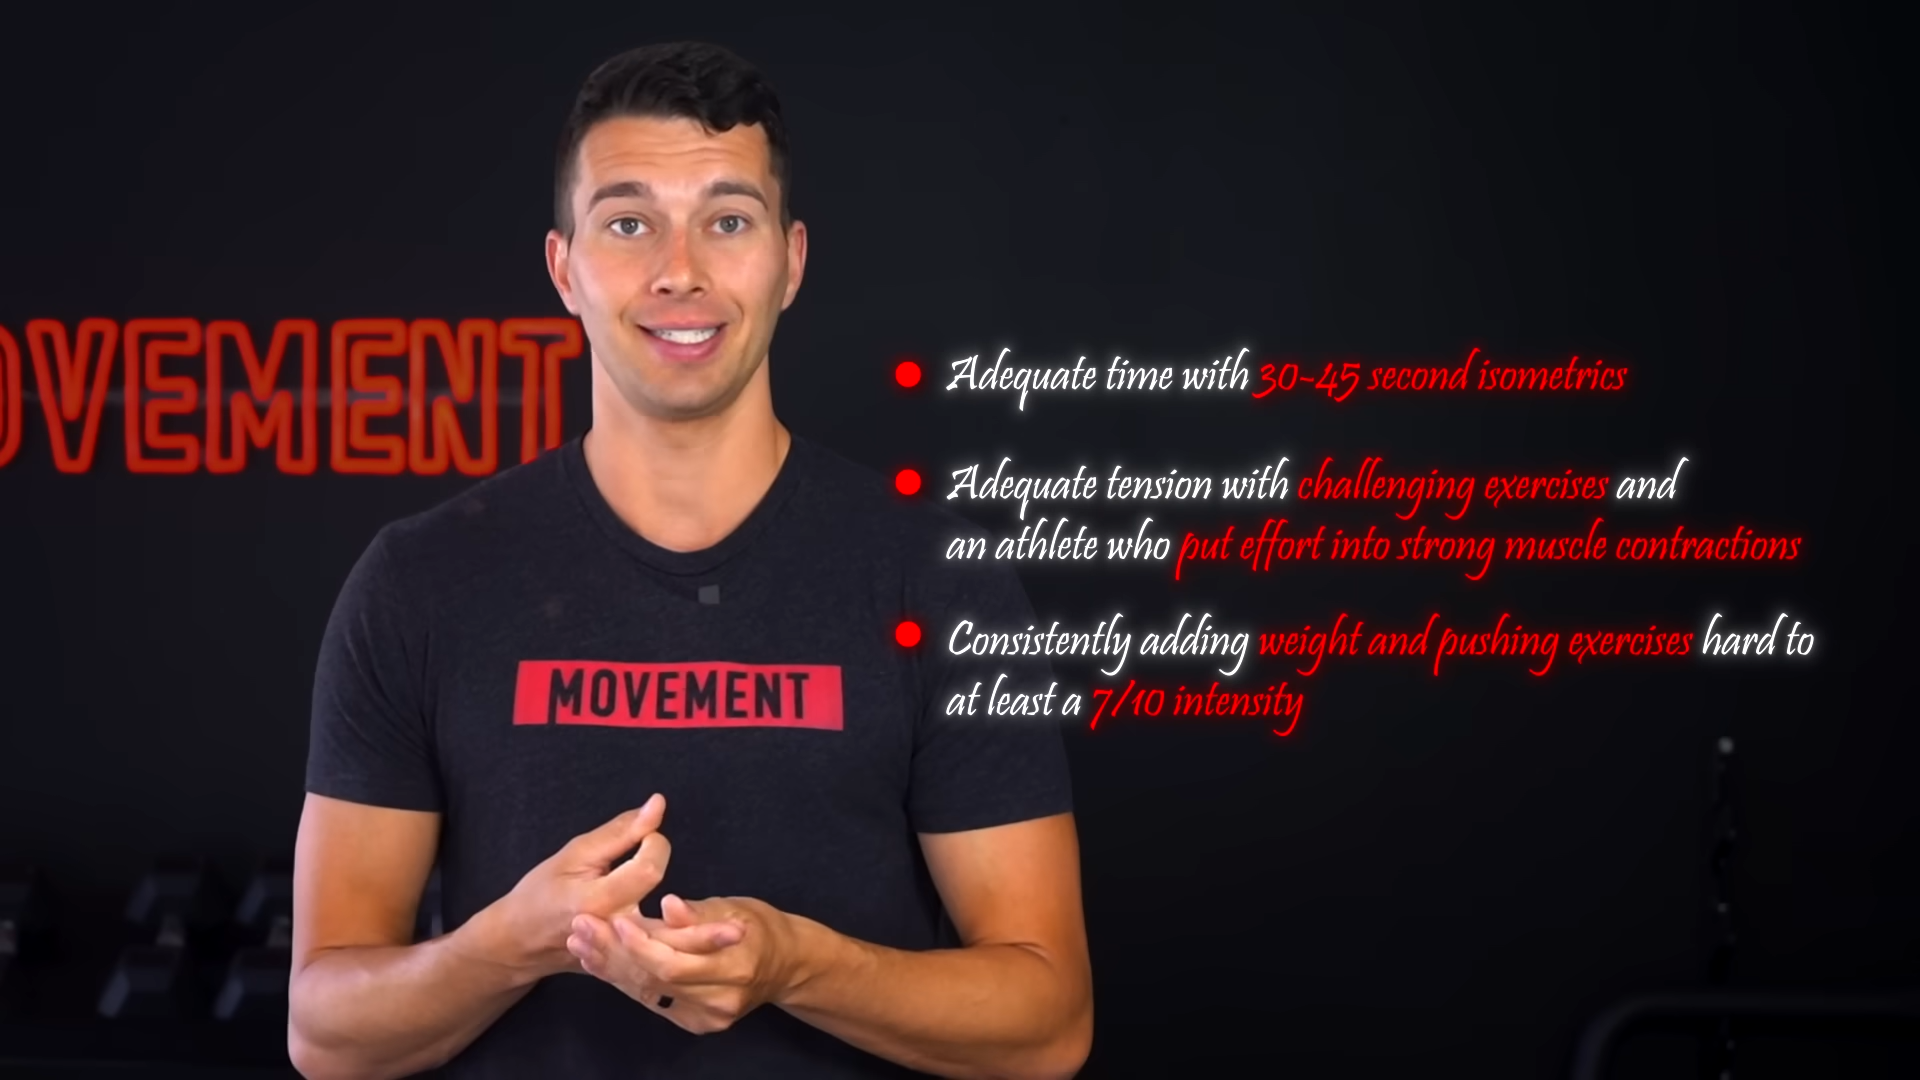 OVEMENT
Adequate time with 30-45 second isometrics
Adequate tension with challenging exercises and
an athlete who put effort into strong muscle contractions
MOVEMENT
Consistently adding weight and pushing exercises hard to
at least a 7/10 intensity